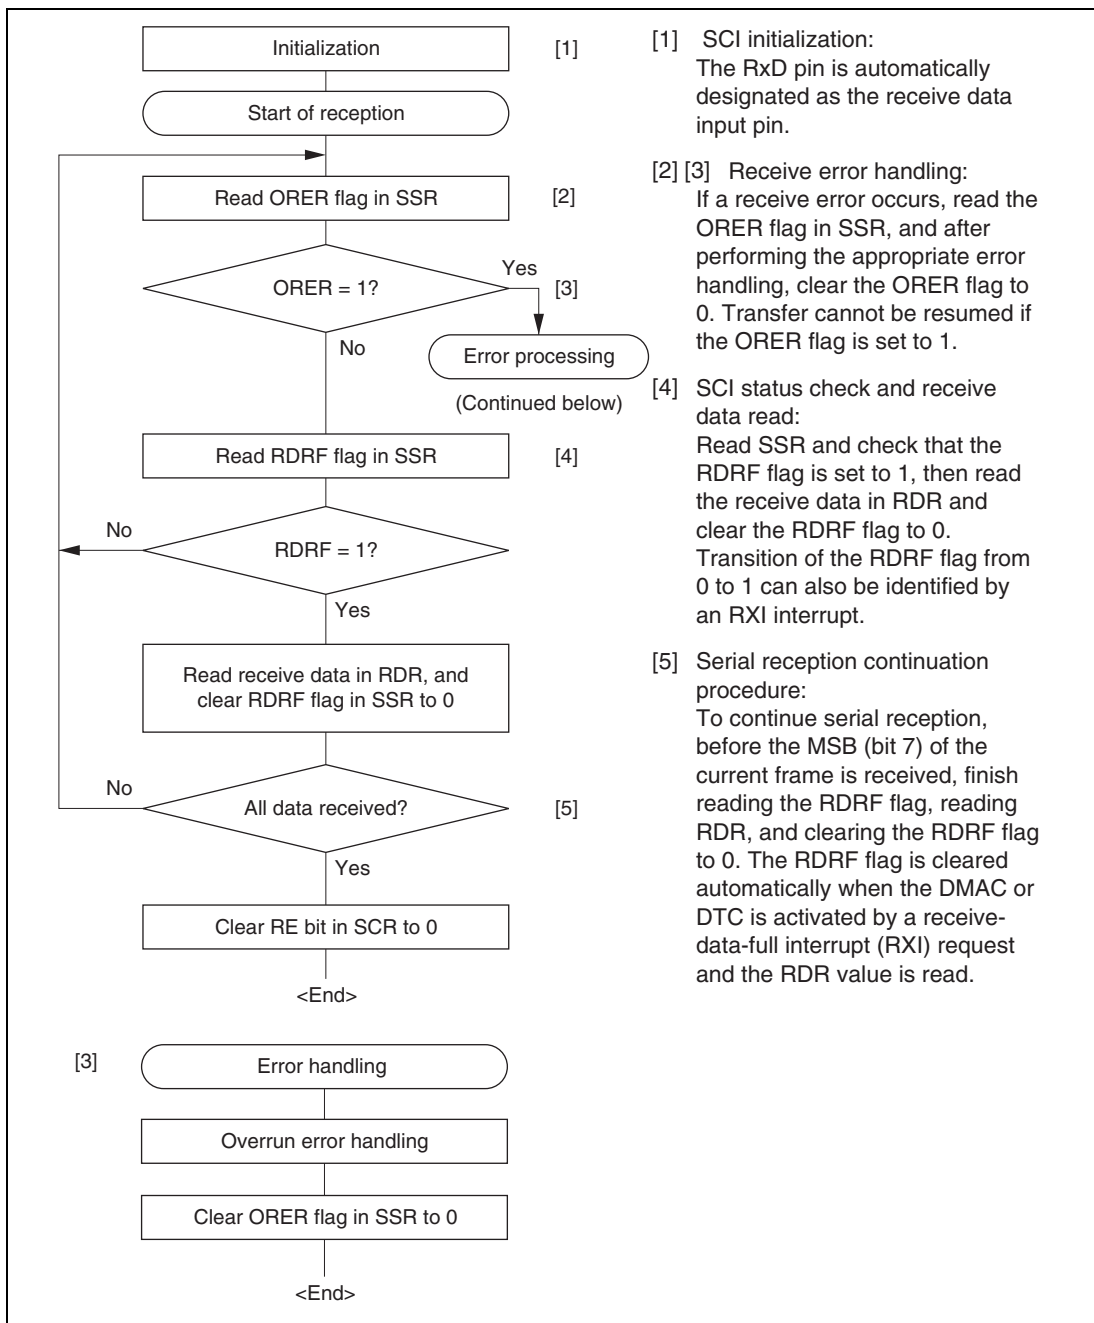 Initialization
[1]
Start of reception
Read ORER flag in SSR
[2]
ORER = 1?
Yes
[3]
No
Error processing
(Continued below)
Read RDRF flag in SSR
[4]
No
RDRF = 1?
Yes
Read receive data in RDR, and
clear RDRF flag in SSR to 0
No
All data received?
[5]
Yes
Clear RE bit in SCR to 0
<End>
[3]
Error handling
Overrun error handling
Clear ORER flag in SSR to 0
<End>
[1] SCI initialization:
The RxD pin is automatically
designated as the receive data
input pin.
[2] [3] Receive error handling:
If a receive error occurs, read the
ORER flag in SSR, and after
performing the appropriate error
handling, clear the ORER flag to
0. Transfer cannot be resumed if
the ORER flag is set to 1.
[4] SCI status check and receive
data read:
Read SSR and check that the
RDRF flag is set to 1, then read
the receive data in RDR and
clear the RDRF flag to 0.
Transition of the RDRF flag from
0 to 1 can also be identified by
an RXI interrupt.
[5] Serial reception continuation
procedure:
To continue serial reception,
before the MSB (bit 7) of the
current frame is received, finish
reading the RDRF flag, reading
RDR, and clearing the RDRF flag
to 0. The RDRF flag is cleared
automatically when the DMAC or
DTC is activated by a receive-
data-full interrupt (RXI) request
and the RDR value is read.